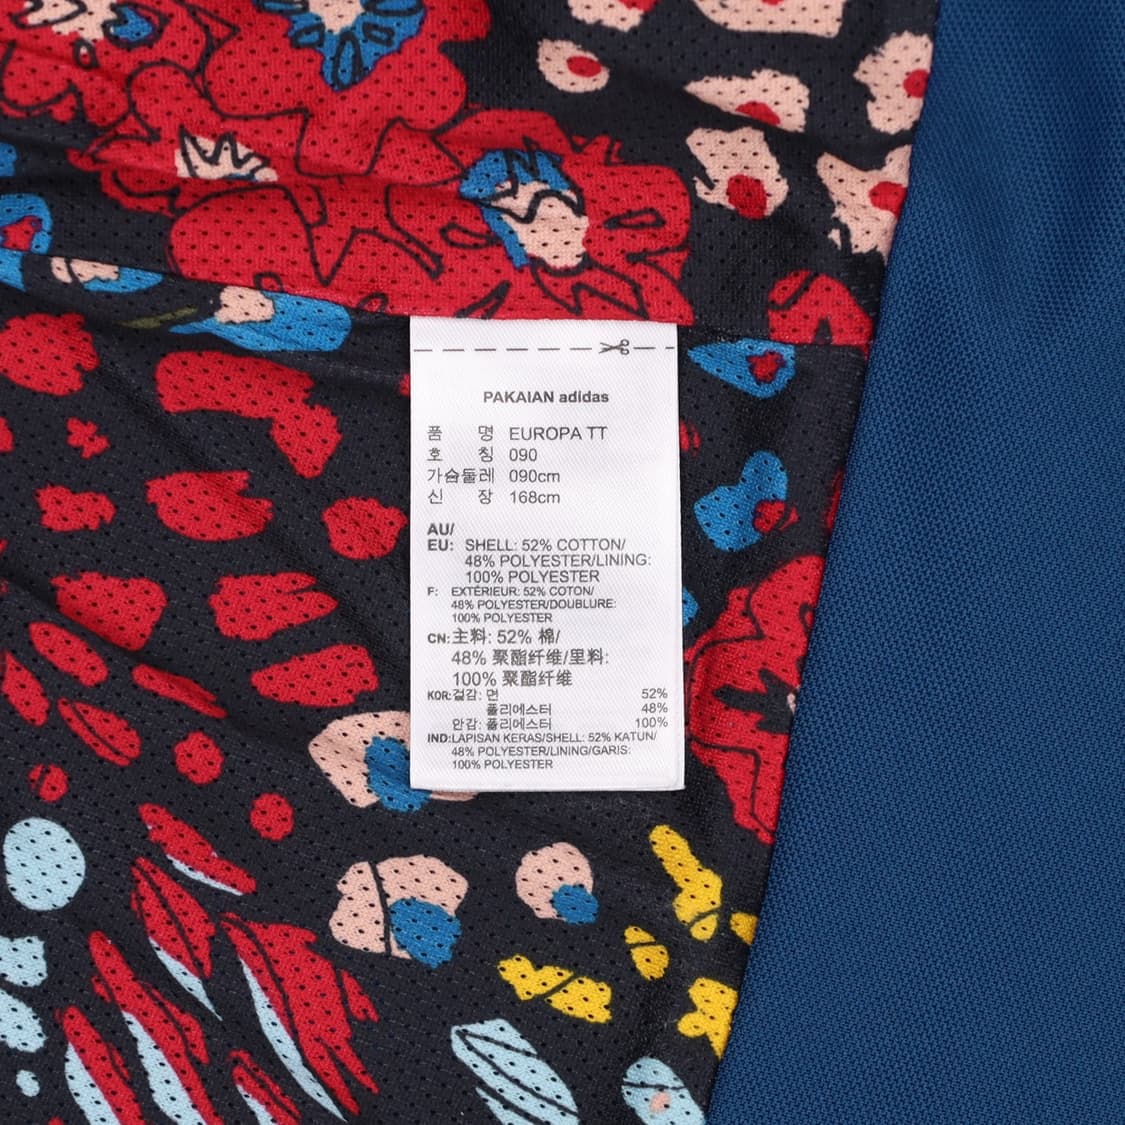 PAKAIAN adidas
품 명 EUROPA TT
호 칭 090
가슴둘레 090cm
신 장 168cm
AU/
EU: SHELL: 52% COTTON/
48% POLYESTER/LINING:
100% POLYESTER
F: EXTÉRIEUR: 52% COTON/
48% POLYESTER/DOUBLURE:
100% POLYESTER
CN: 主料: 52% 棉/
48% 聚酯纤维/里料:
100% 聚酯纤维
KOR: 겉감: 면 52%
폴리에스터 48%
안감: 폴리에스터 100%
IND: LAPISAN KERAS/SHELL: 52% KATUN/
48% POLYESTER/LINING/GARIS:
100% POLYESTER